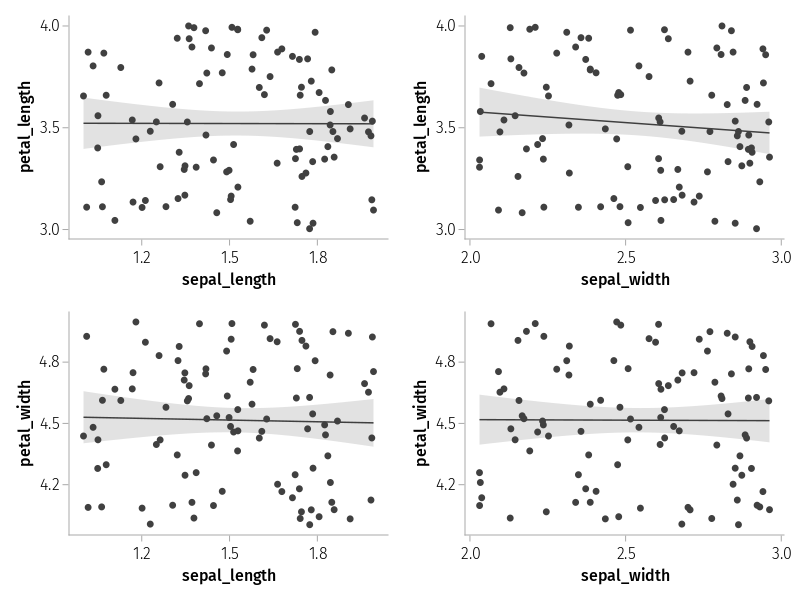 petal_length
4.0
3.5
3.0
1.2 1.5 1.8
sepal_length
petal_length
4.0
3.5
3.0
2.0 2.5 3.0
sepal_width
petal_width
4.8
4.5
4.2
1.2 1.5 1.8
sepal_length
petal_width
4.8
4.5
4.2
2.0 2.5 3.0
sepal_width